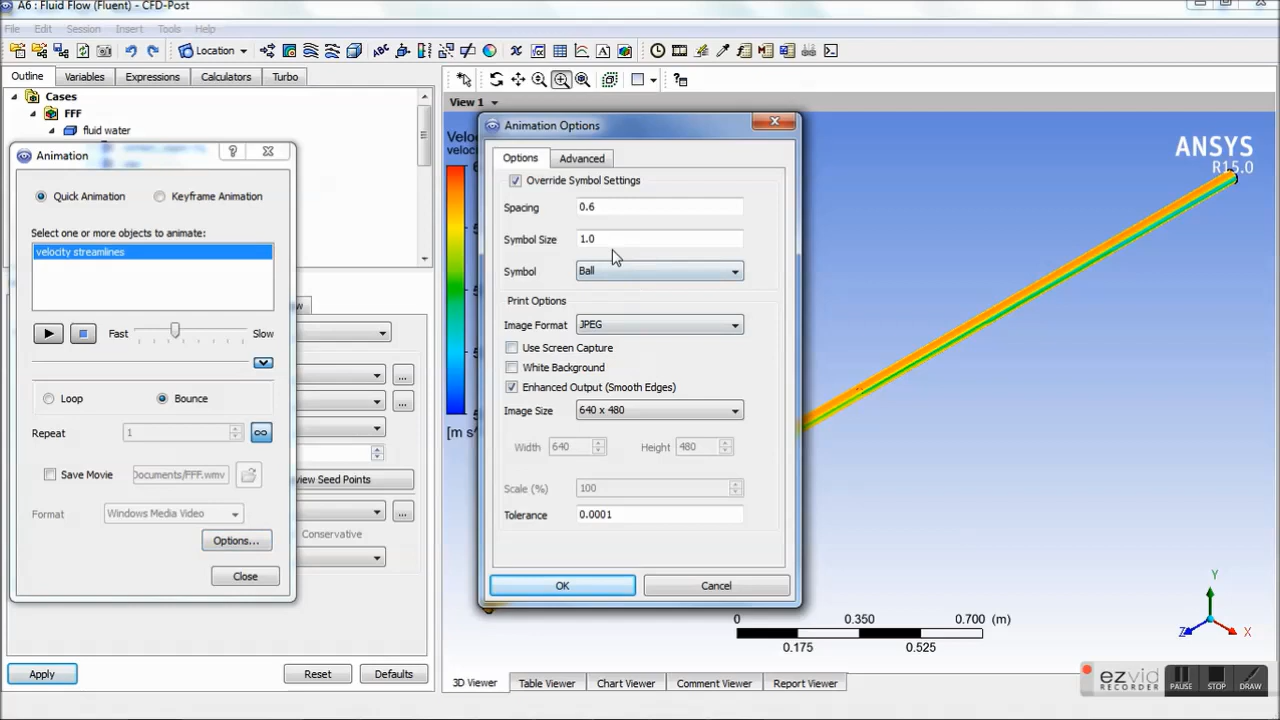 A6 : Fluid Flow (Fluent) - CFD-Post
File Edit Session Insert Tools Help
Location
Outline Variables Expressions Calculators Turbo
View 1
Cases
FFF
fluid water
Animation
Quick Animation Keyframe Animation
Select one or more objects to animate:
velocity streamlines
Fast Slow
Loop Bounce
Repeat 1
Save Movie Documents/FFF.wmv
Format Windows Media Video
Options...
Close
iew Seed Points
Conservative
Apply Reset Defaults
Animation Options
Options Advanced
Override Symbol Settings
Spacing 0.6
Symbol Size 1.0
Symbol Ball
Print Options
Image Format JPEG
Use Screen Capture
White Background
Enhanced Output (Smooth Edges)
Image Size 640 x 480
Width 640 Height 480
Scale (%) 100
Tolerance 0.0001
OK Cancel
Velo
veloc
[m s
ANSYS
R15.0
0 0.350 0.700 (m)
0.175 0.525
Y
Z X
3D Viewer Table Viewer Chart Viewer Comment Viewer Report Viewer
ezvid
RECORDER
PAUSE STOP DRAW